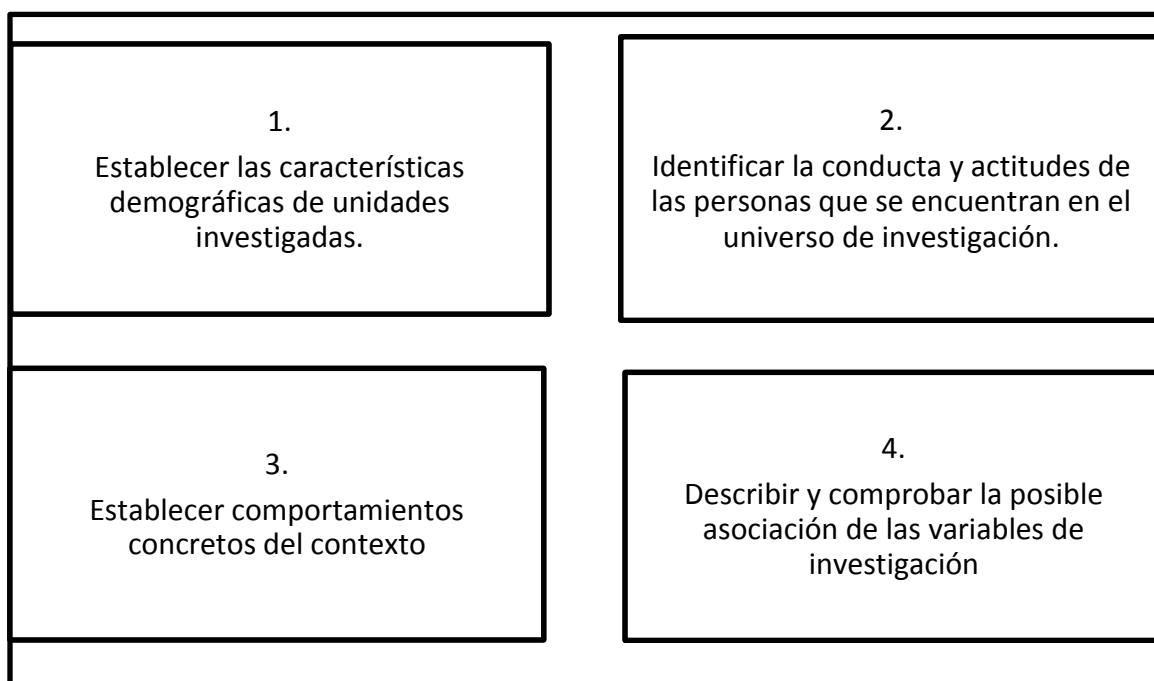 1.
Establecer las características
demográficas de unidades
investigadas.
2.
Identificar la conducta y actitudes de
las personas que se encuentran en el
universo de investigación.
3.
Establecer comportamientos
concretos del contexto
4.
Describir y comprobar la posible
asociación de las variables de
investigación